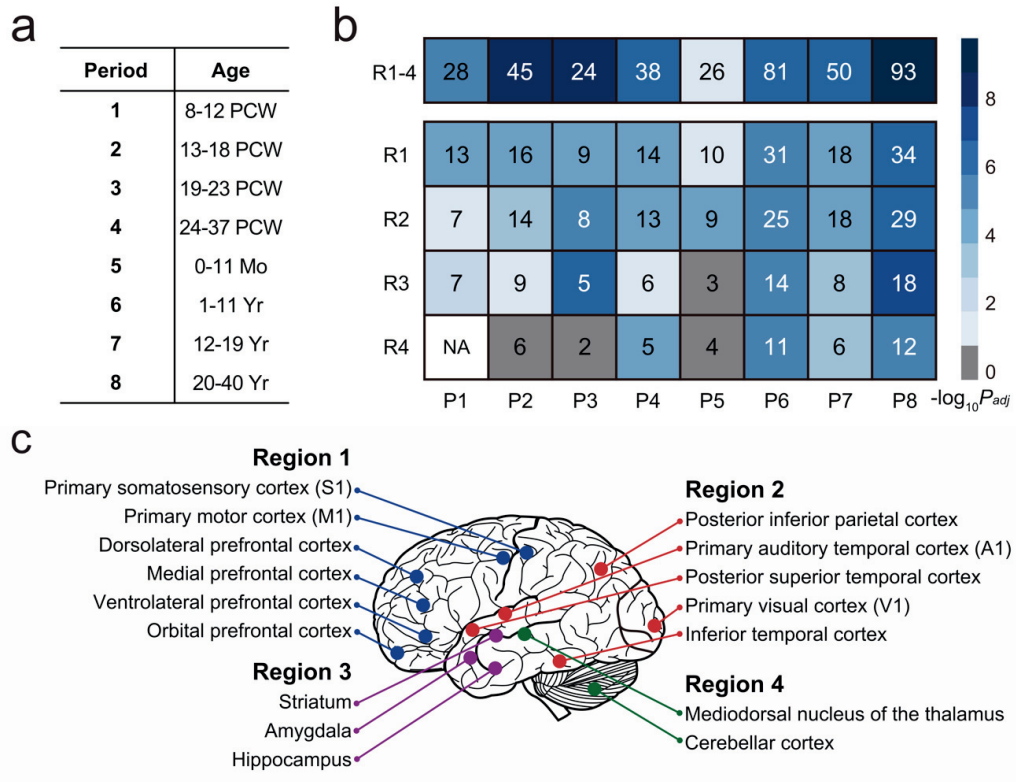 a
Period Age
1 8-12 PCW
2 13-18 PCW
3 19-23 PCW
4 24-37 PCW
5 0-11 Mo
6 1-11 Yr
7 12-19 Yr
8 20-40 Yr
b
R1-4 28 45 24 38 26 81 50 93
R1 13 16 9 14 10 31 18 34
R2 7 14 8 13 9 25 18 29
R3 7 9 5 6 3 14 8 18
R4 NA 6 2 5 4 11 6 12
P1 P2 P3 P4 P5 P6 P7 P8
8
6
4
2
0
-log10Padj
c
Region 1
Primary somatosensory cortex (S1)
Primary motor cortex (M1)
Dorsolateral prefrontal cortex
Medial prefrontal cortex
Ventrolateral prefrontal cortex
Orbital prefrontal cortex
Region 3
Striatum
Amygdala
Hippocampus
Region 2
Posterior inferior parietal cortex
Primary auditory temporal cortex (A1)
Posterior superior temporal cortex
Primary visual cortex (V1)
Inferior temporal cortex
Region 4
Mediodorsal nucleus of the thalamus
Cerebellar cortex